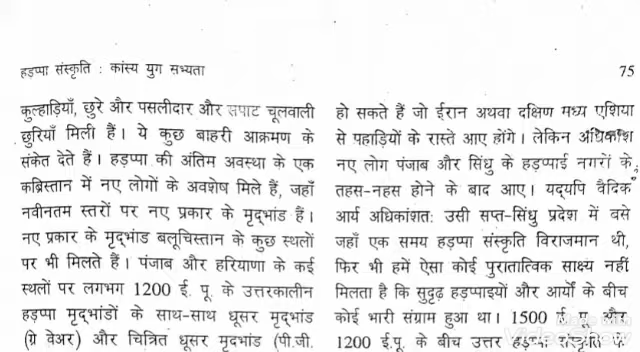 हड़प्पा संस्कृति : कांस्य युग सभ्यता
75
कुल्हाड़ियाँ, छुरे और पसलीदार और सपाट चूलवाली
छुरियाँ मिली हैं। ये कुछ बाहरी आक्रमण के
संकेत देते हैं। हड़प्पा की अंतिम अवस्था के एक
कब्रिस्तान में नए लोगों के अवशेष मिले हैं, जहाँ
नवीनतम स्तरों पर नए प्रकार के मृद्भांड हैं।
नए प्रकार के मृद्भांड बलूचिस्तान के कुछ स्थलों
पर भी मिलते हैं। पंजाब और हरियाणा के कई
स्थलों पर लगभग 1200 ई. पू. के उत्तरकालीन
हड़प्पा मृद्भांडों के साथ-साथ धूसर मृद्भांड
(ग्रे वेअर) और चित्रित धूसर मृद्भांड (पी.जी.
हो सकते हैं जो ईरान अथवा दक्षिण मध्य एशिया
से पहाड़ियों के रास्ते आए होंगे। लेकिन अधिकांश
नए लोग पंजाब और सिंधु के हड़प्पाई नगरों के
तहस-नहस होने के बाद आए। यद्यपि वैदिक
आर्य अधिकांशतः उसी सप्त-सिंधु प्रदेश में बसे
जहाँ एक समय हड़प्पा संस्कृति विराजमान थी,
फिर भी हमें ऐसा कोई पुरातात्विक साक्ष्य नहीं
मिलता है कि सुदृढ़ हड़प्पाइयों और आर्यों के बीच
कोई भारी संग्राम हुआ था। 1500 ई. पू. और
1200 ई.पू. के बीच उत्तर हड़प्पा संस्कृति के